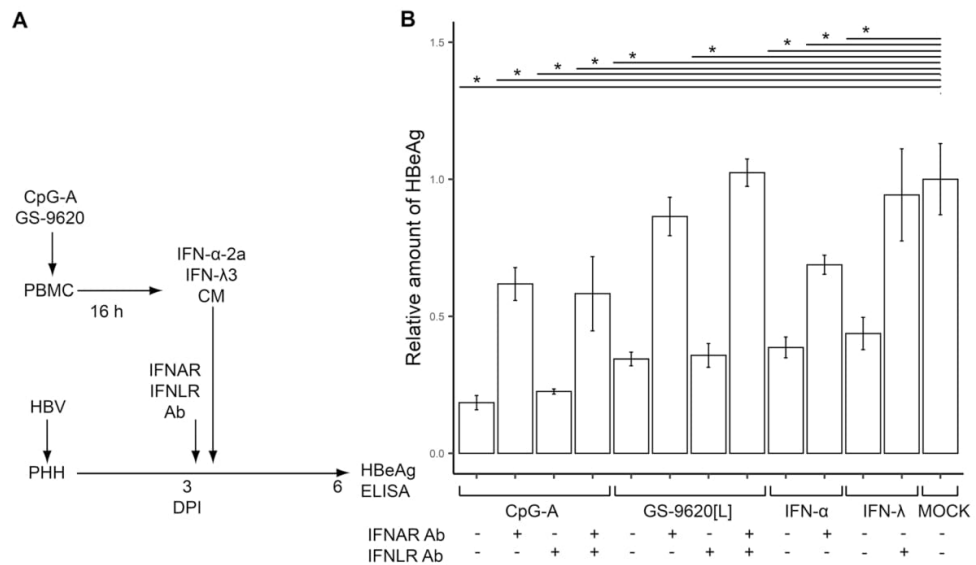 A
CpG-A
GS-9620
PBMC
16 h
IFN-α-2a
IFN-λ3
CM
IFNAR
IFNLR
Ab
HBV
PHH
3
DPI
6
HBeAg
ELISA
B
Relative amount of HBeAg
1.5
1.0
0.5
0.0
* * * * * * * * *
- + - + - + - + - + - - -
- - + + - - + + - - - + -
CpG-A GS-9620[L] IFN-α IFN-λ MOCK
IFNAR Ab - + - + - + - + - + - - -
IFNLR Ab - - + + - - + + - - - + -